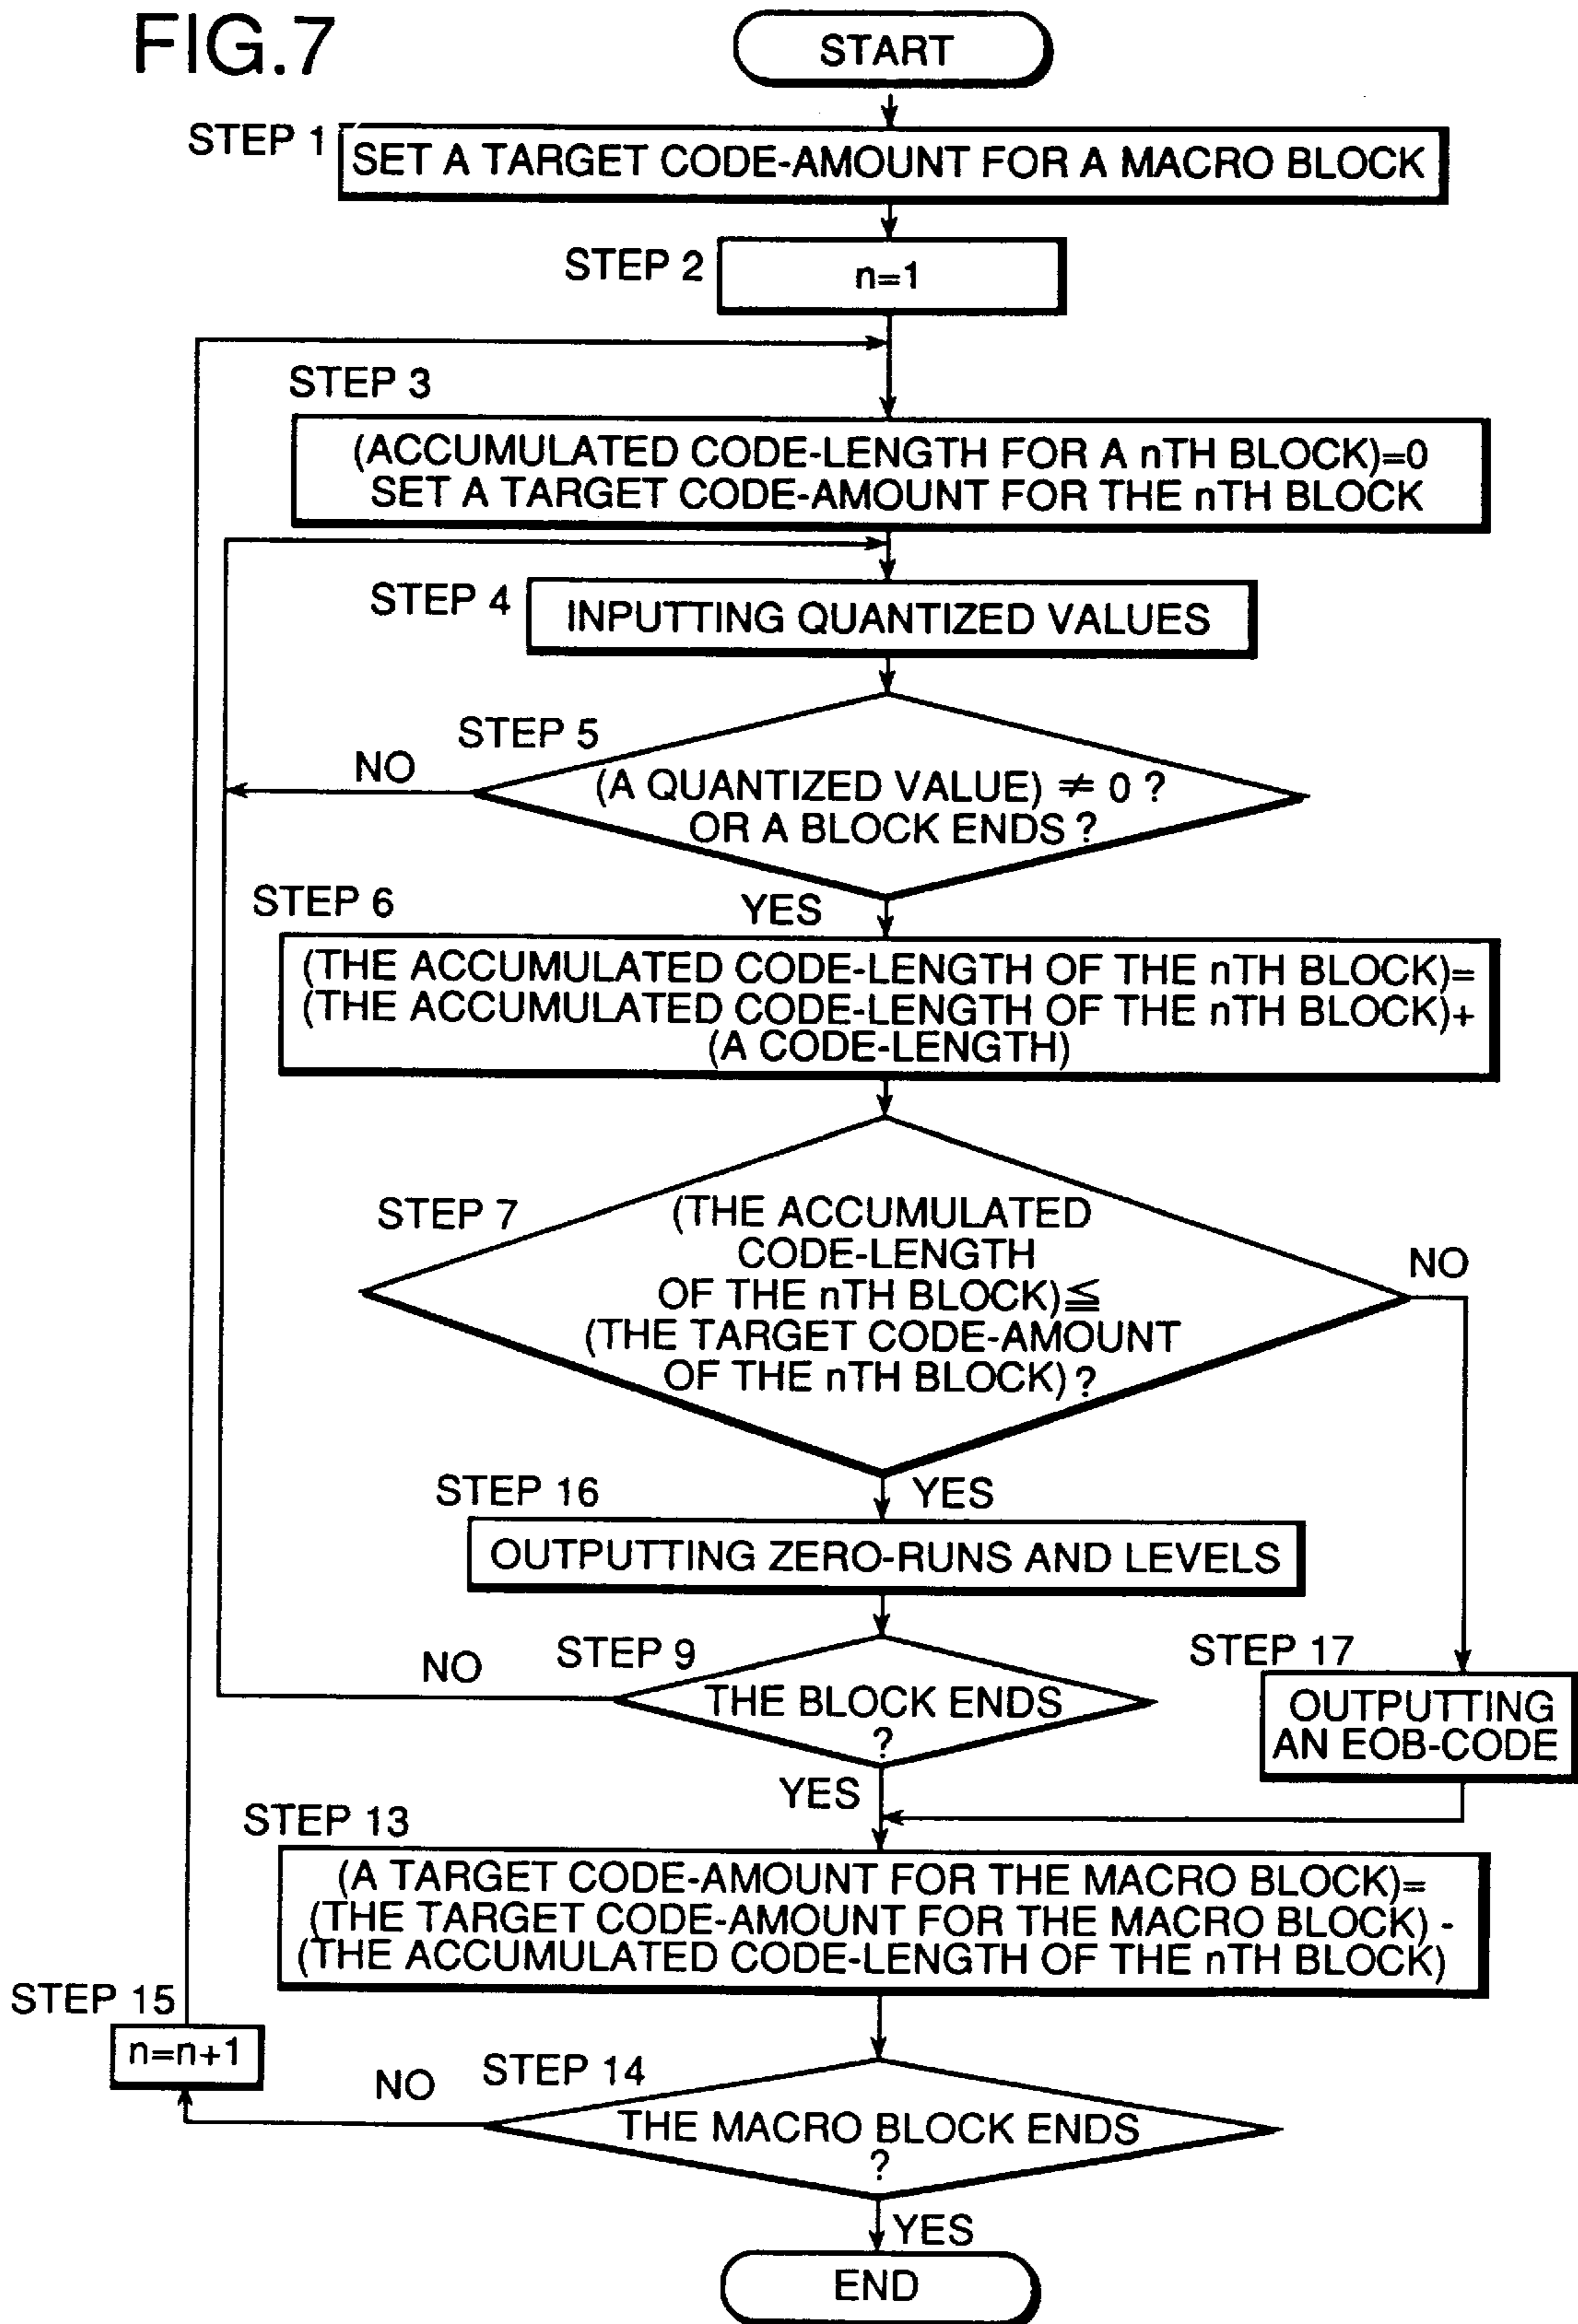 FIG.7
START
STEP 1
SET A TARGET CODE-AMOUNT FOR A MACRO BLOCK
STEP 2
n=1
STEP 3
(ACCUMULATED CODE-LENGTH FOR A nTH BLOCK)=0
SET A TARGET CODE-AMOUNT FOR THE nTH BLOCK
STEP 4
INPUTTING QUANTIZED VALUES
STEP 5
NO
(A QUANTIZED VALUE) ≠ 0 ?
OR A BLOCK ENDS ?
STEP 6
YES
(THE ACCUMULATED CODE-LENGTH OF THE nTH BLOCK)=
(THE ACCUMULATED CODE-LENGTH OF THE nTH BLOCK)+
(A CODE-LENGTH)
STEP 7
(THE ACCUMULATED
CODE-LENGTH
OF THE nTH BLOCK)≦
(THE TARGET CODE-AMOUNT
OF THE nTH BLOCK) ?
NO
STEP 16
YES
OUTPUTTING ZERO-RUNS AND LEVELS
STEP 9
NO
THE BLOCK ENDS
?
STEP 17
OUTPUTTING
AN EOB-CODE
YES
STEP 13
(A TARGET CODE-AMOUNT FOR THE MACRO BLOCK)=
(THE TARGET CODE-AMOUNT FOR THE MACRO BLOCK) -
(THE ACCUMULATED CODE-LENGTH OF THE nTH BLOCK)
STEP 15
n=n+1
STEP 14
NO
THE MACRO BLOCK ENDS
?
YES
END